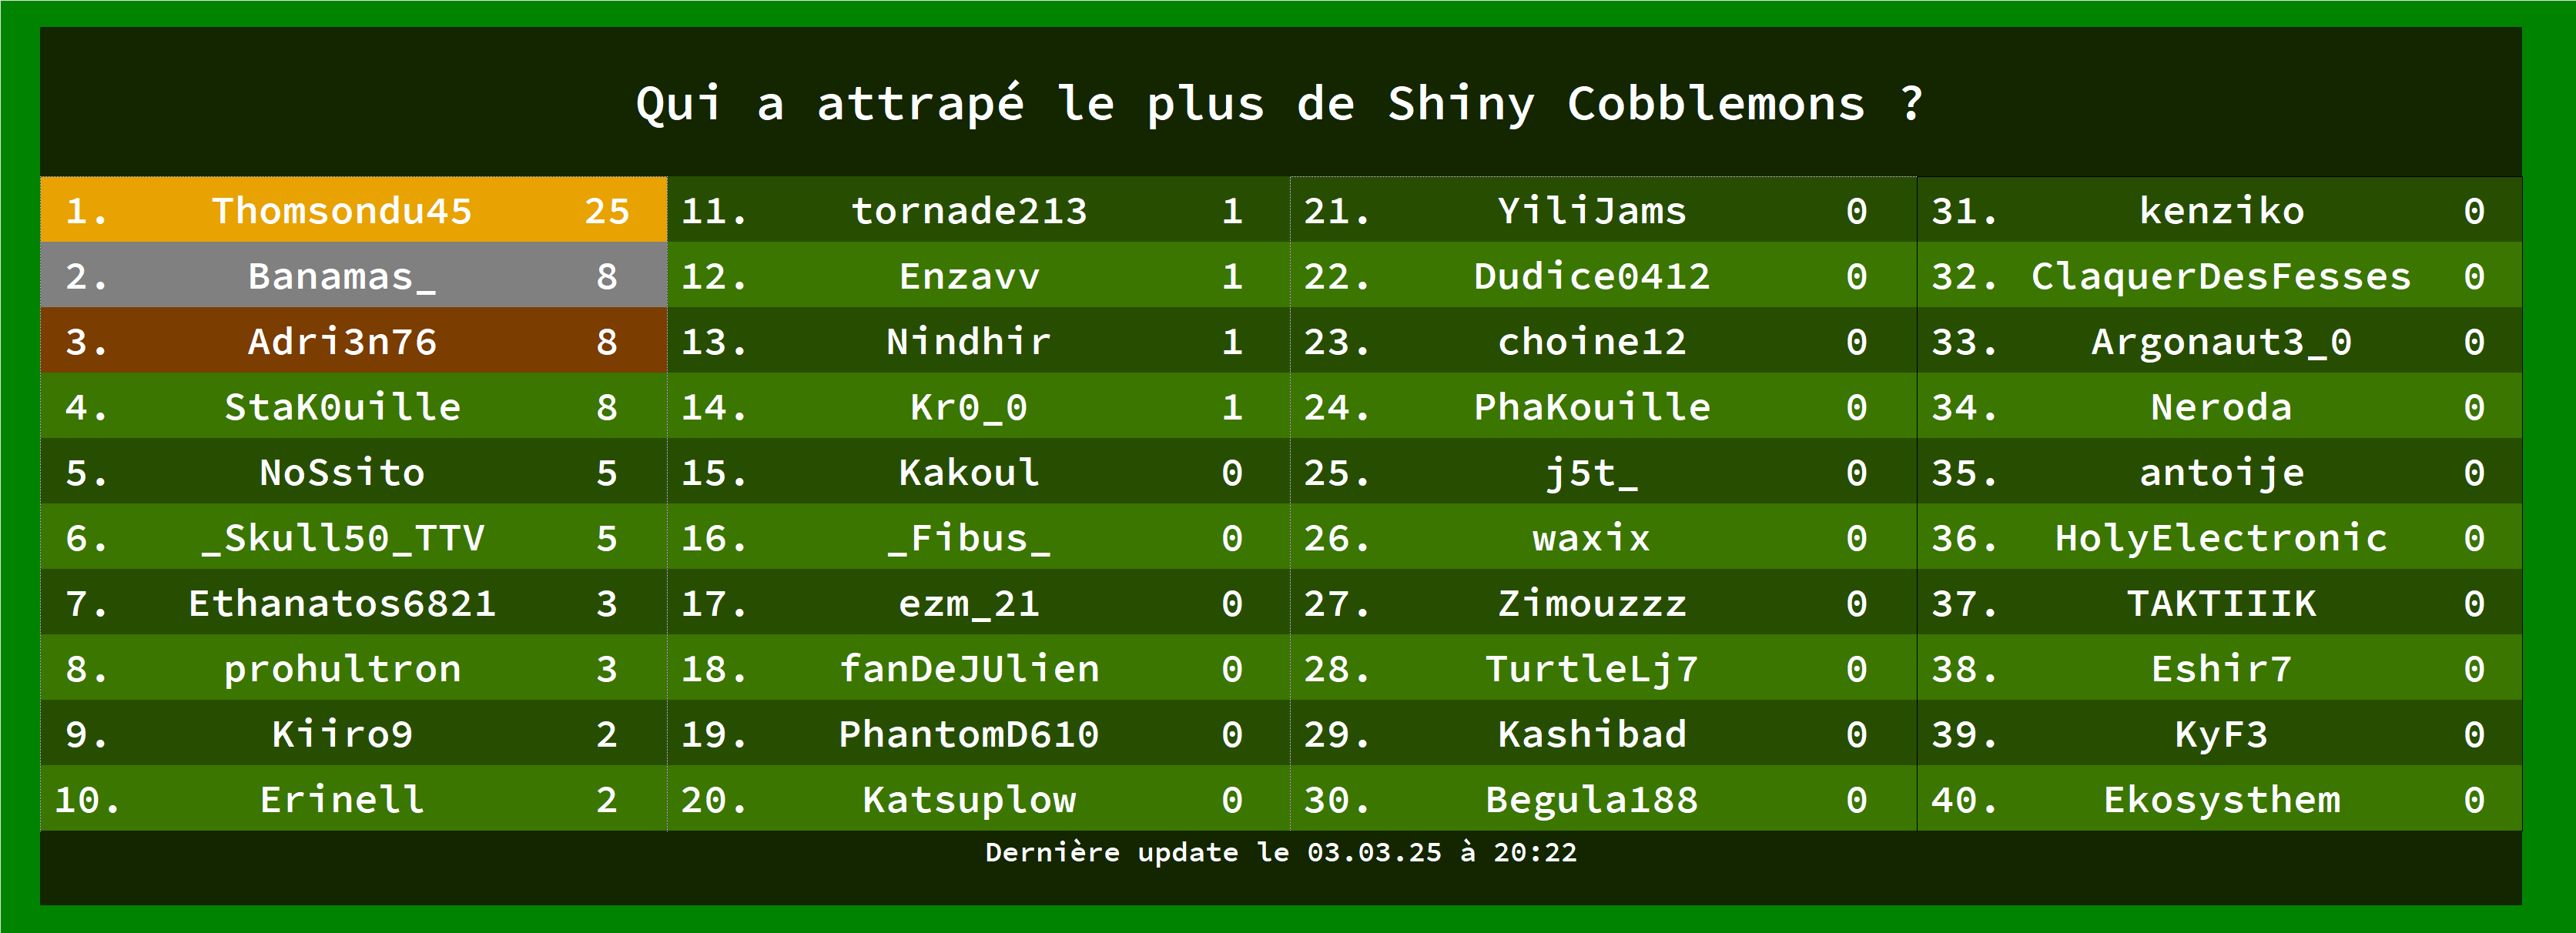 Qui a attrapé le plus de Shiny Cobblemons ?
1. Thomsondu45 25
2. Banamas_ 8
3. Adri3n76 8
4. StaK0uille 8
5. NoSsito 5
6. _Skull50_TTV 5
7. Ethanatos6821 3
8. prohultron 3
9. Kiiro9 2
10. Erinell 2
11. tornade213 1
12. Enzavv 1
13. Nindhir 1
14. Kr0_0 1
15. Kakoul 0
16. _Fibus_ 0
17. ezm_21 0
18. fanDeJUlien 0
19. PhantomD610 0
20. Katsuplow 0
21. YiliJams 0
22. Dudice0412 0
23. choine12 0
24. PhaKouille 0
25. j5t_ 0
26. waxix 0
27. Zimouzzz 0
28. TurtleLj7 0
29. Kashibad 0
30. Begula188 0
31. kenziko 0
32. ClaquerDesFesses 0
33. Argonaut3_0 0
34. Neroda 0
35. antoije 0
36. HolyElectronic 0
37. TAKTIIIK 0
38. Eshir7 0
39. KyF3 0
40. Ekosysthem 0
Dernière update le 03.03.25 à 20:22